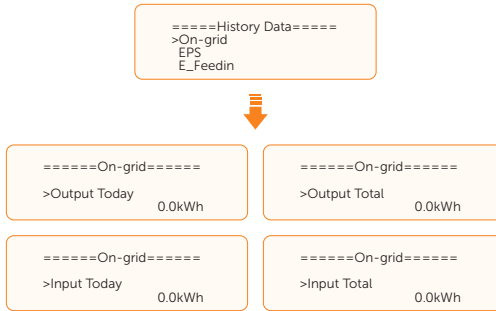 =====History Data=====
>On-grid
EPS
E_Feedin
======On-grid======
>Output Today
0.0kWh
======On-grid======
>Output Total
0.0kWh
======On-grid======
>Input Today
0.0kWh
======On-grid======
>Input Total
0.0kWh